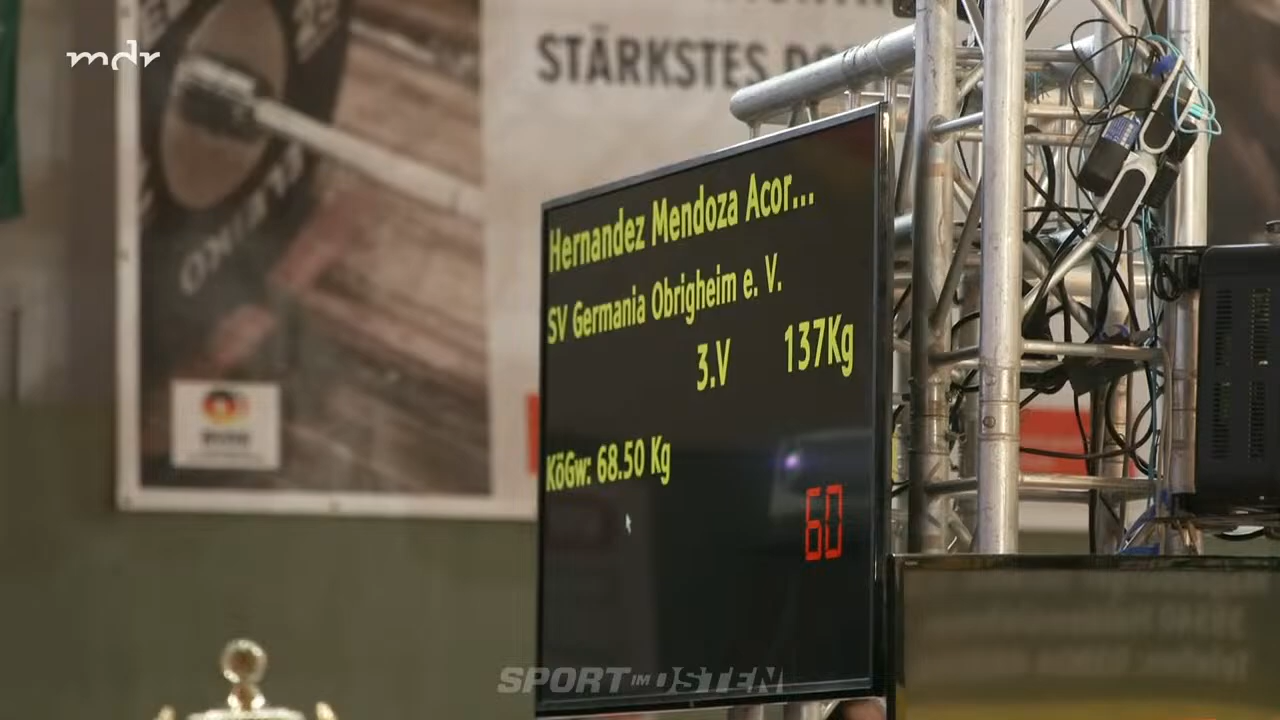 mdr
STÄRKSTES
Hernandez Mendoza Acor...
SV Germania Obrigheim e. V.
3.V 137Kg
KöGw: 68.50 Kg
60
SPORT IM OSTEN